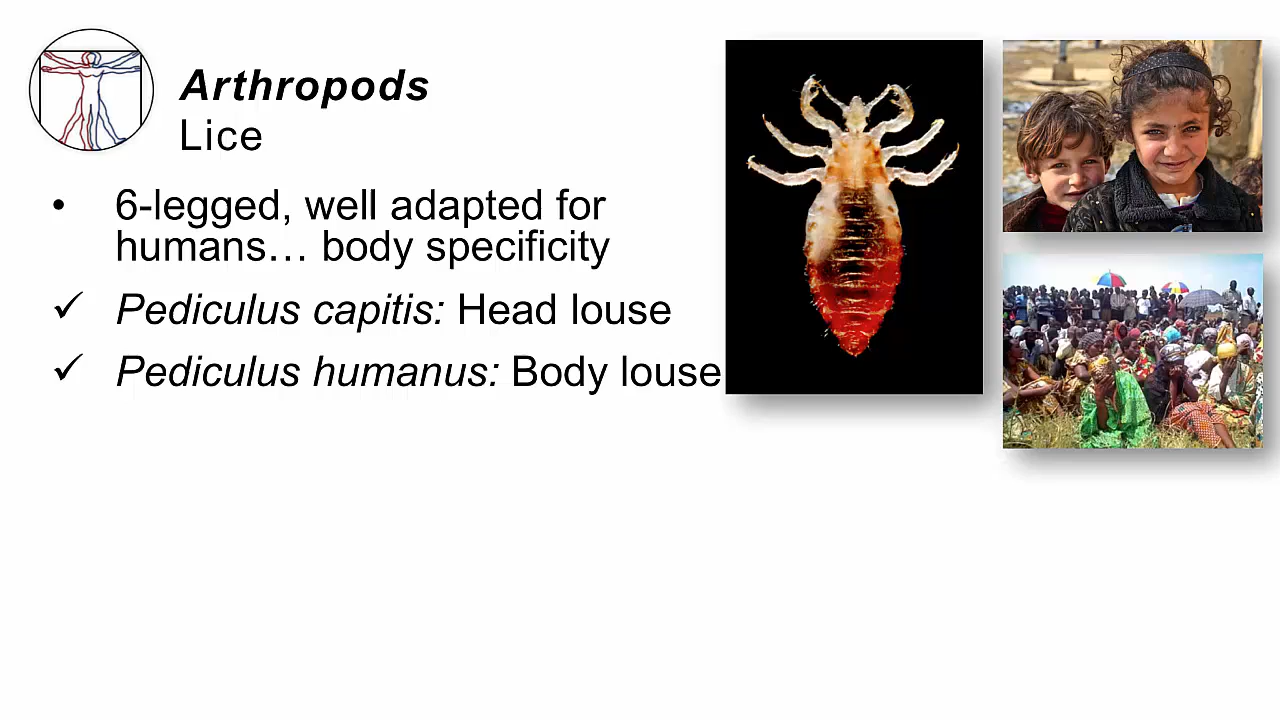 Arthropods
Lice
• 6-legged, well adapted for
humans… body specificity
✓ Pediculus capitis: Head louse
✓ Pediculus humanus: Body louse